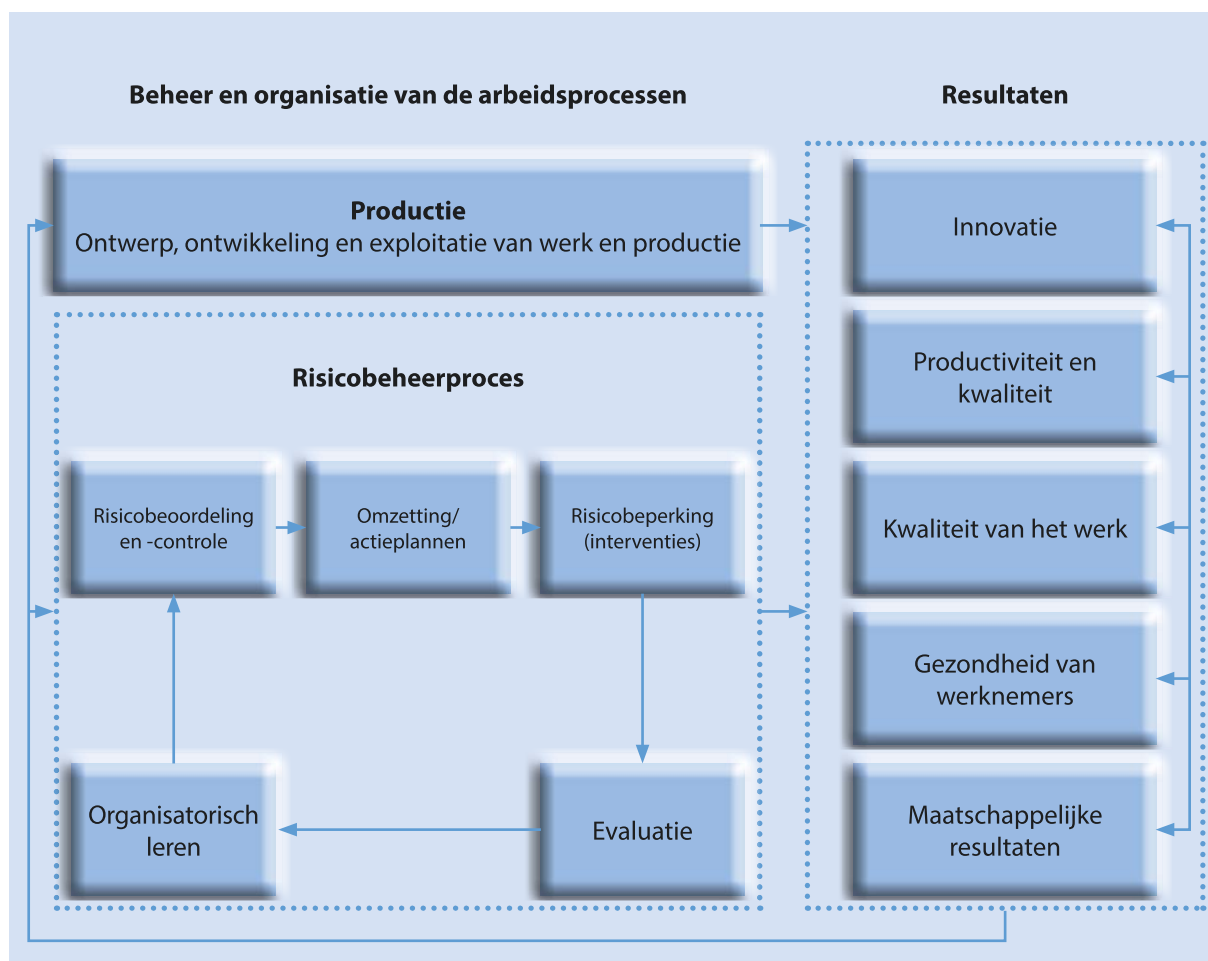 Beheer en organisatie van de arbeidsprocessen
Resultaten
Productie
Ontwerp, ontwikkeling en exploitatie van werk en productie
Risicobeheerproces
Risicobeoordeling
en -controle
Omzetting/
actieplannen
Risicobeperking
(interventies)
Organisatorisch
leren
Evaluatie
Innovatie
Productiviteit en
kwaliteit
Kwaliteit van het werk
Gezondheid van
werknemers
Maatschappelijke
resultaten